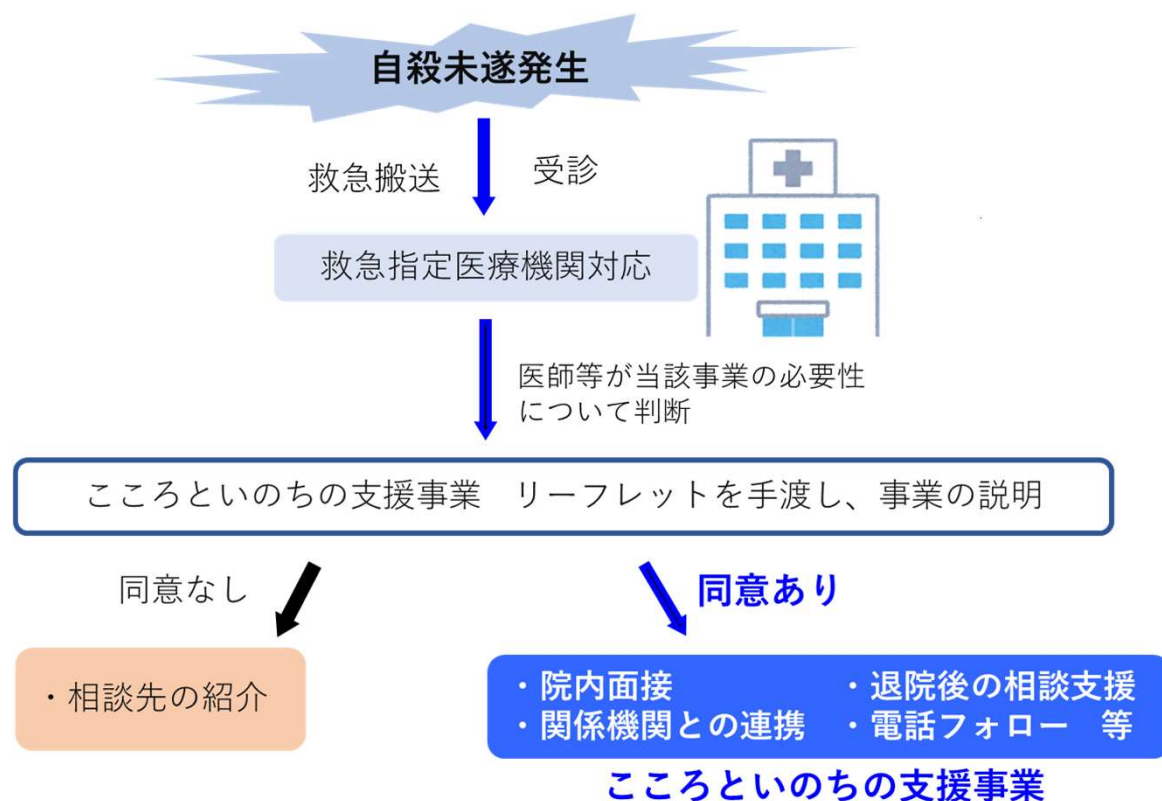 自殺未遂発生
救急搬送
受診
救急指定医療機関対応
医師等が当該事業の必要性
について判断
こころといのちの支援事業　リーフレットを手渡し、事業の説明
同意なし
同意あり
・相談先の紹介
・院内面接　・退院後の相談支援
・関係機関との連携　・電話フォロー　等
こころといのちの支援事業